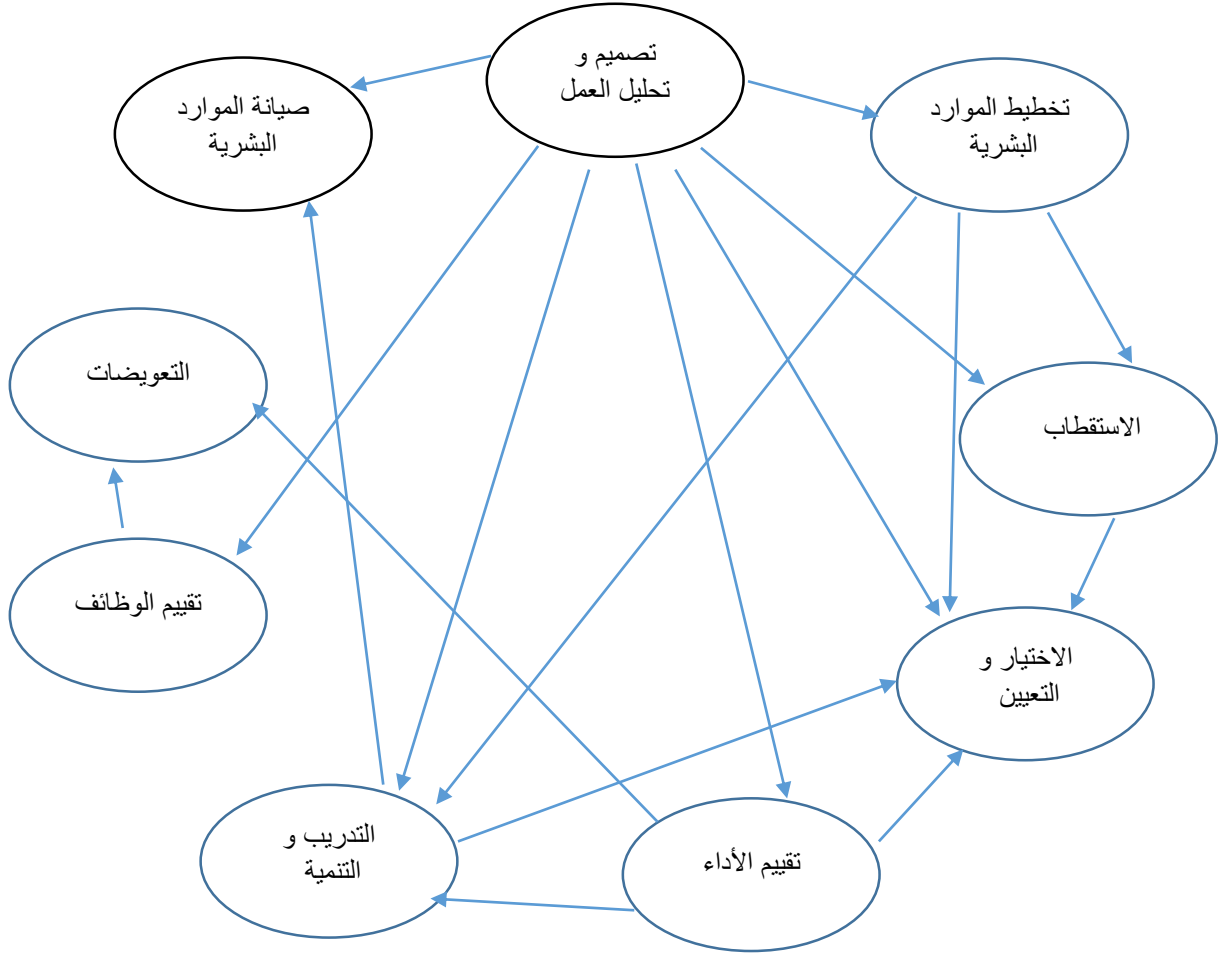 تصميم و
تحليل العمل
تخطيط الموارد
البشرية
صيانة الموارد
البشرية
التعويضات
الاستقطاب
تقييم الوظائف
الاختيار و
التعيين
التدريب و
التنمية
تقييم الأداء